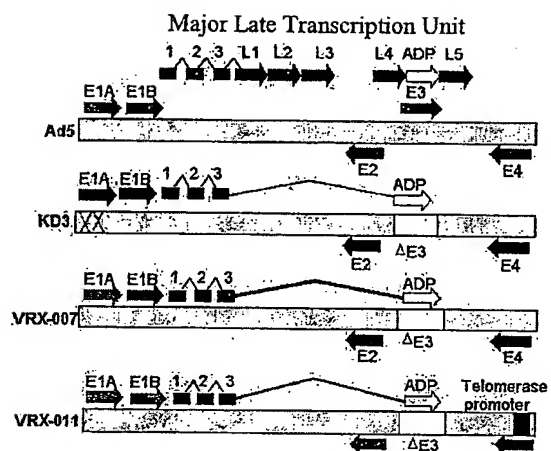 Major Late Transcription Unit
1 2 3 L1 L2 L3 L4 ADP L5
E1A E1B E3
Ad5
E2 E4
E1A E1B 1 2 3 ADP
KD3
E2 ΔE3 E4
E1A E1B 1 2 3 ADP
VRX-007
E2 ΔE3 E4
E1A E1B 1 2 3 ADP Telomerase
promoter
VRX-011
ΔE3